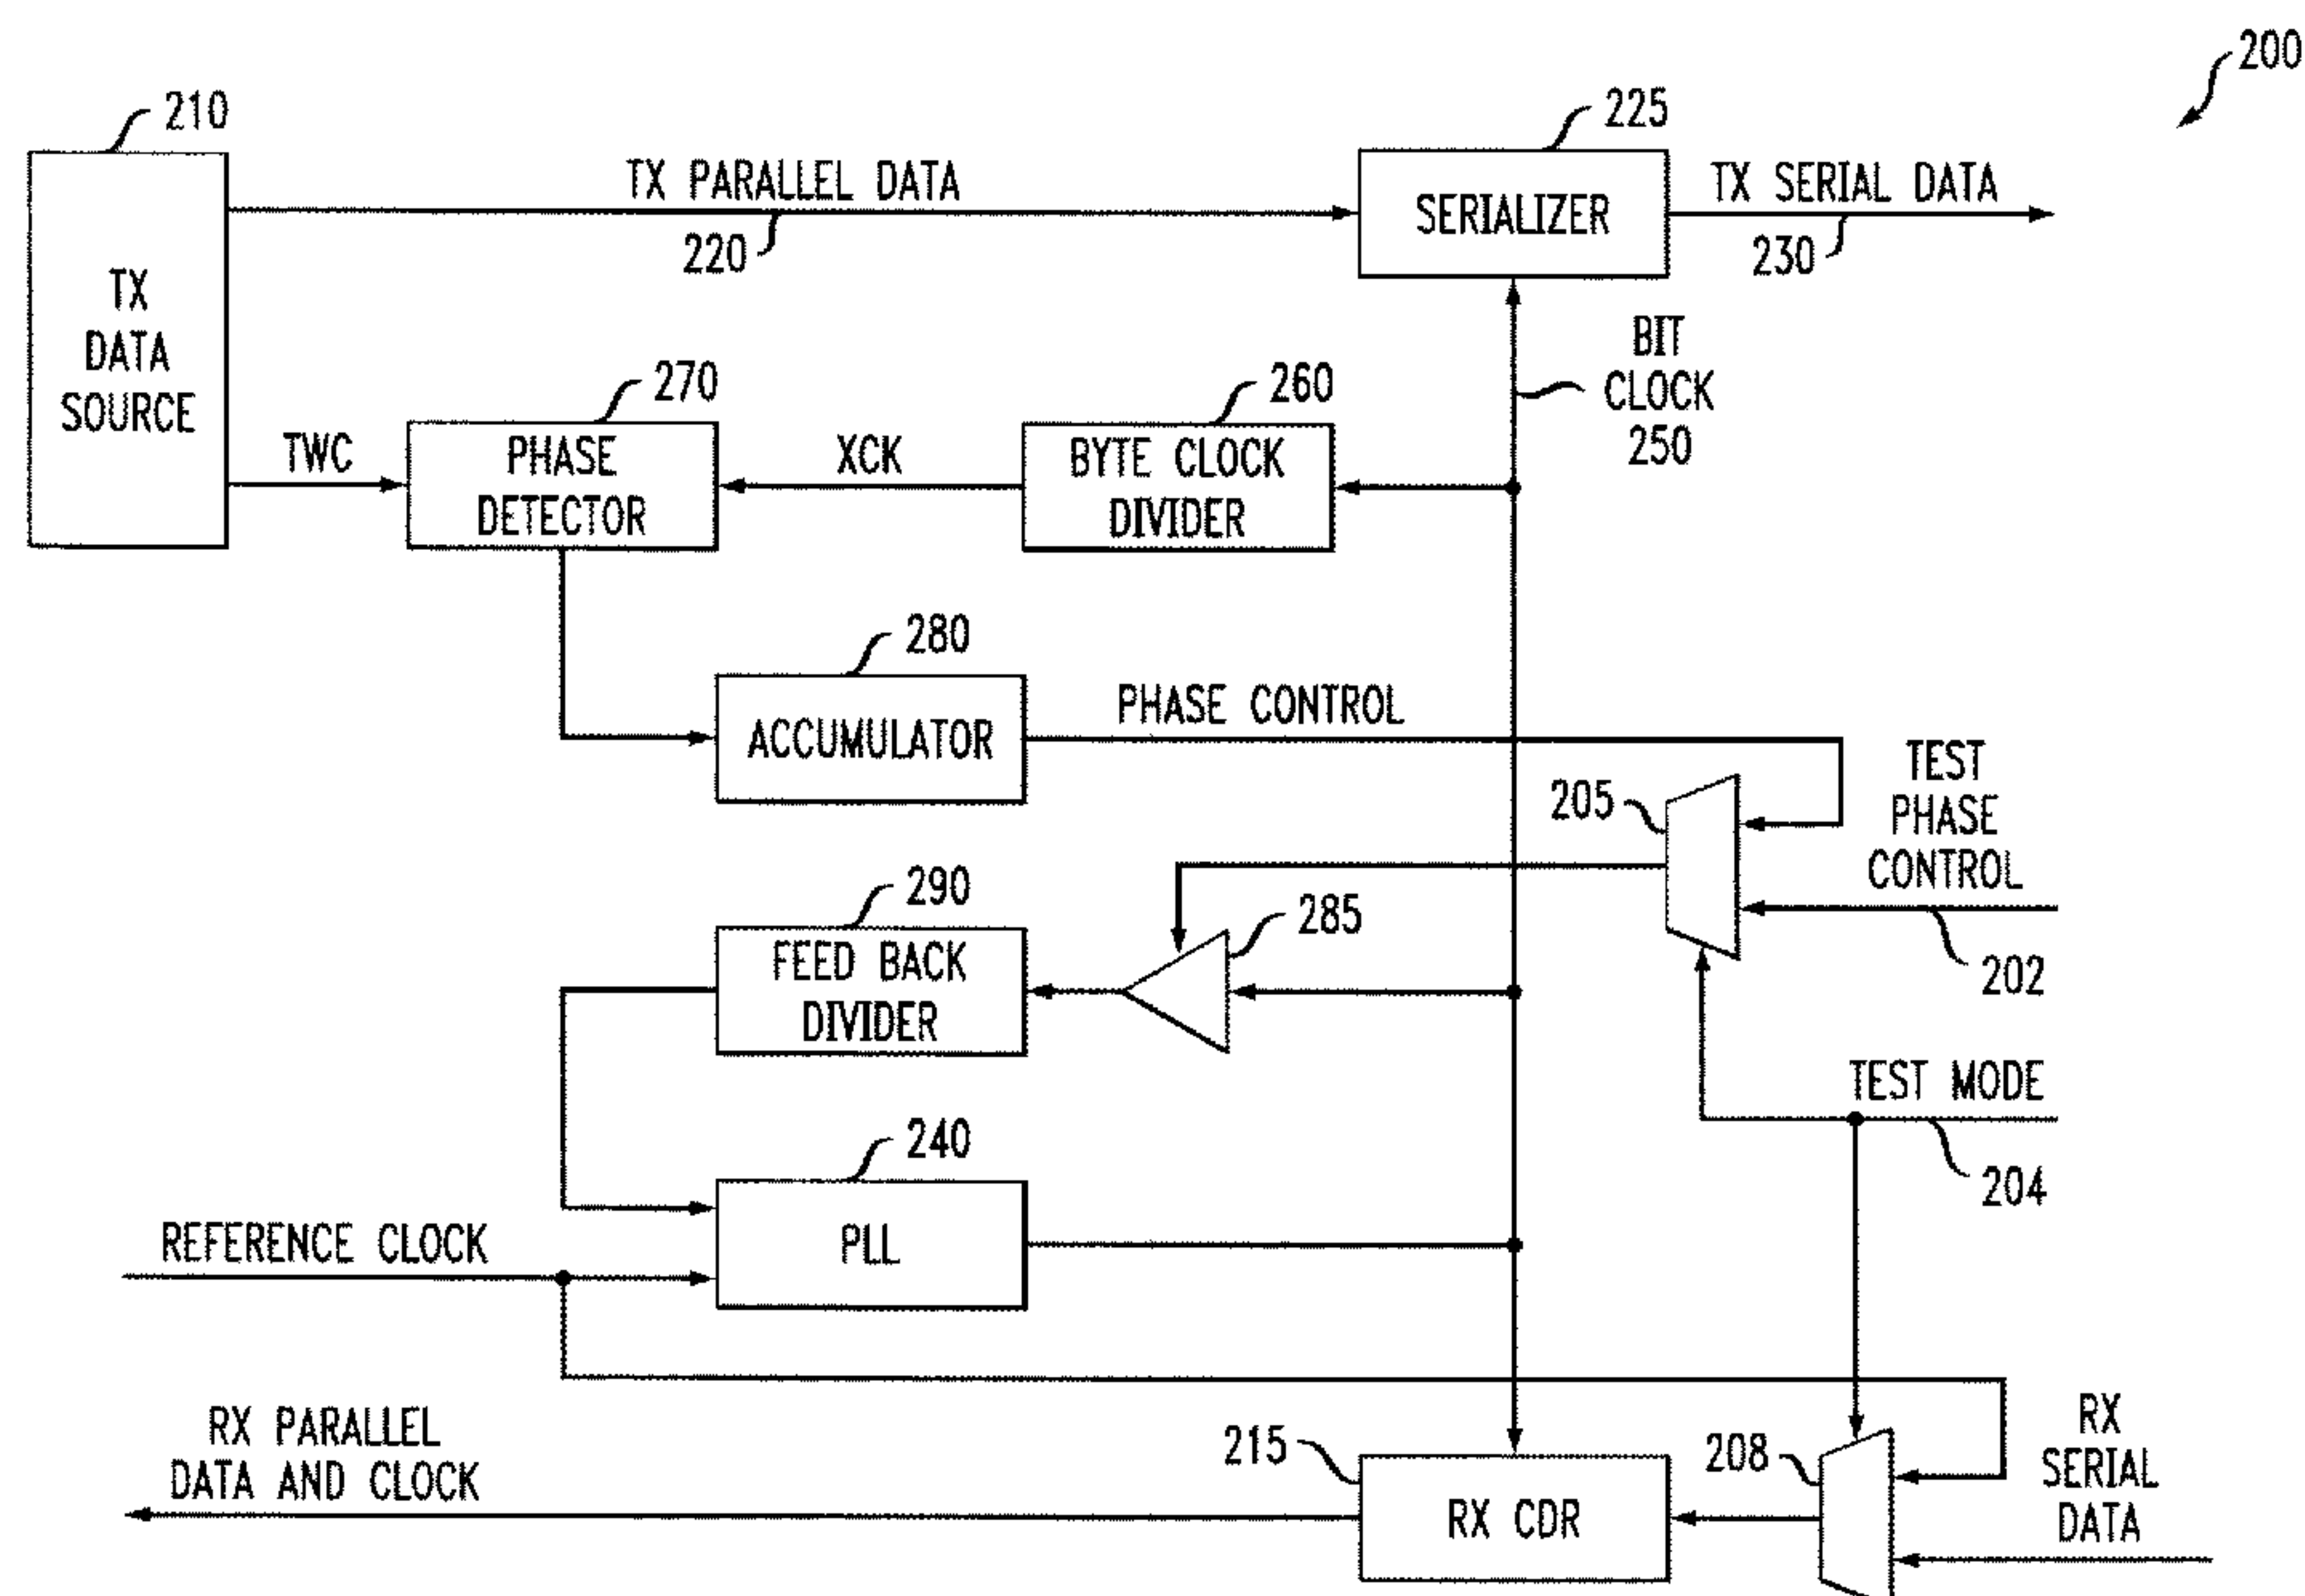 200
210
225
TX PARALLEL DATA
220
SERIALIZER
TX SERIAL DATA
230
TX
DATA
SOURCE
BIT
CLOCK
250
TWC
270
PHASE
DETECTOR
XCK
260
BYTE CLOCK
DIVIDER
280
ACCUMULATOR
PHASE CONTROL
205
TEST
PHASE
CONTROL
202
290
FEED BACK
DIVIDER
285
TEST MODE
204
240
PLL
REFERENCE CLOCK
RX PARALLEL
DATA AND CLOCK
215
RX CDR
208
RX
SERIAL
DATA